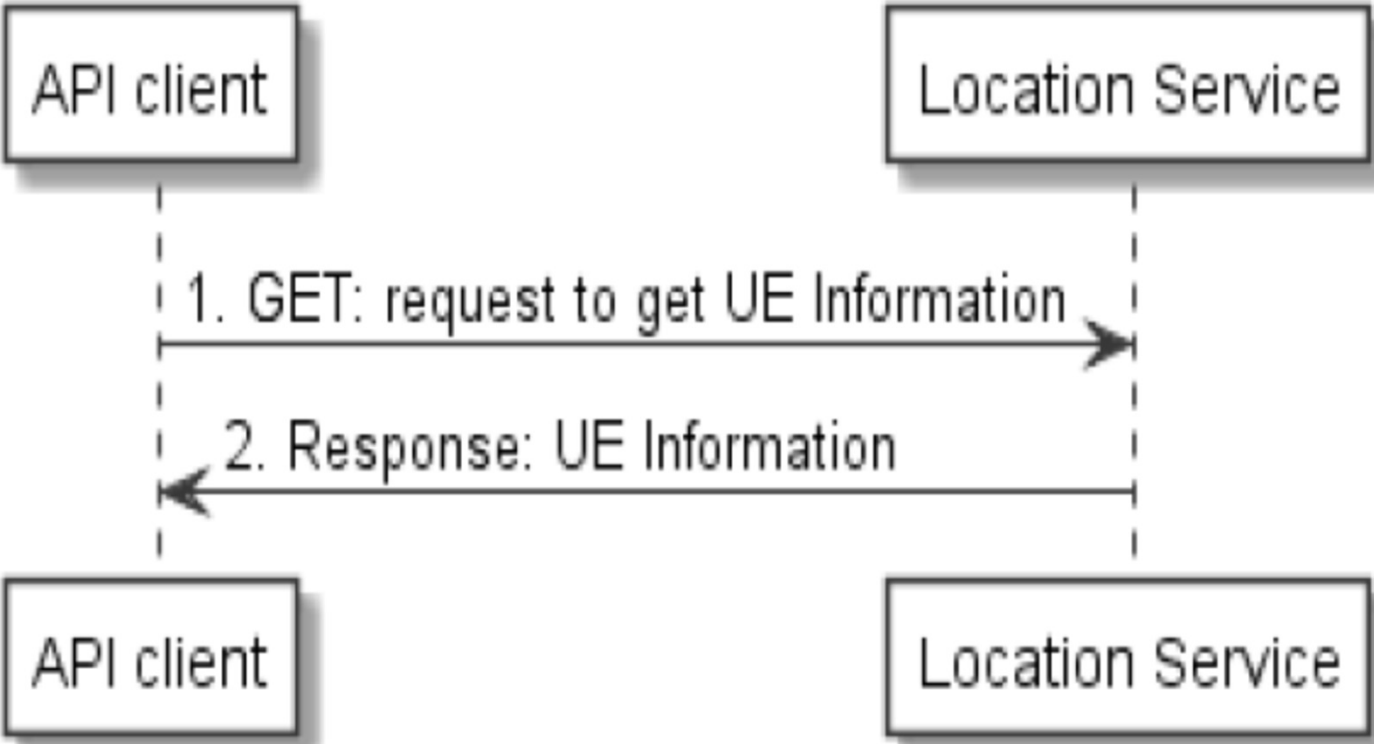 API client
Location Service
1. GET: request to get UE Information
2. Response: UE Information
API client
Location Service